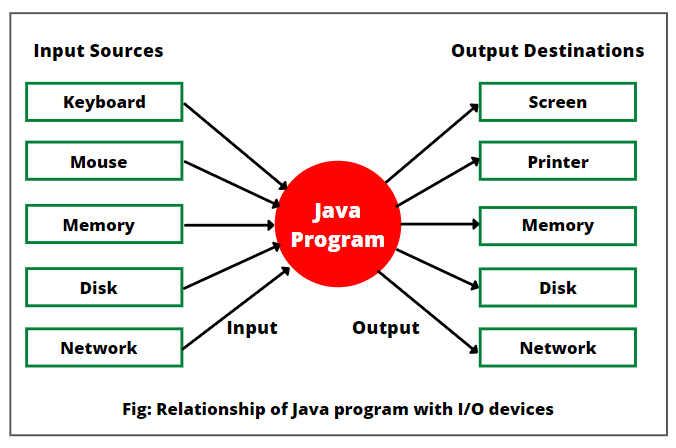 Input Sources
Output Destinations
Keyboard
Mouse
Memory
Disk
Network
Java
Program
Screen
Printer
Memory
Disk
Network
Input
Output
Fig: Relationship of Java program with I/O devices